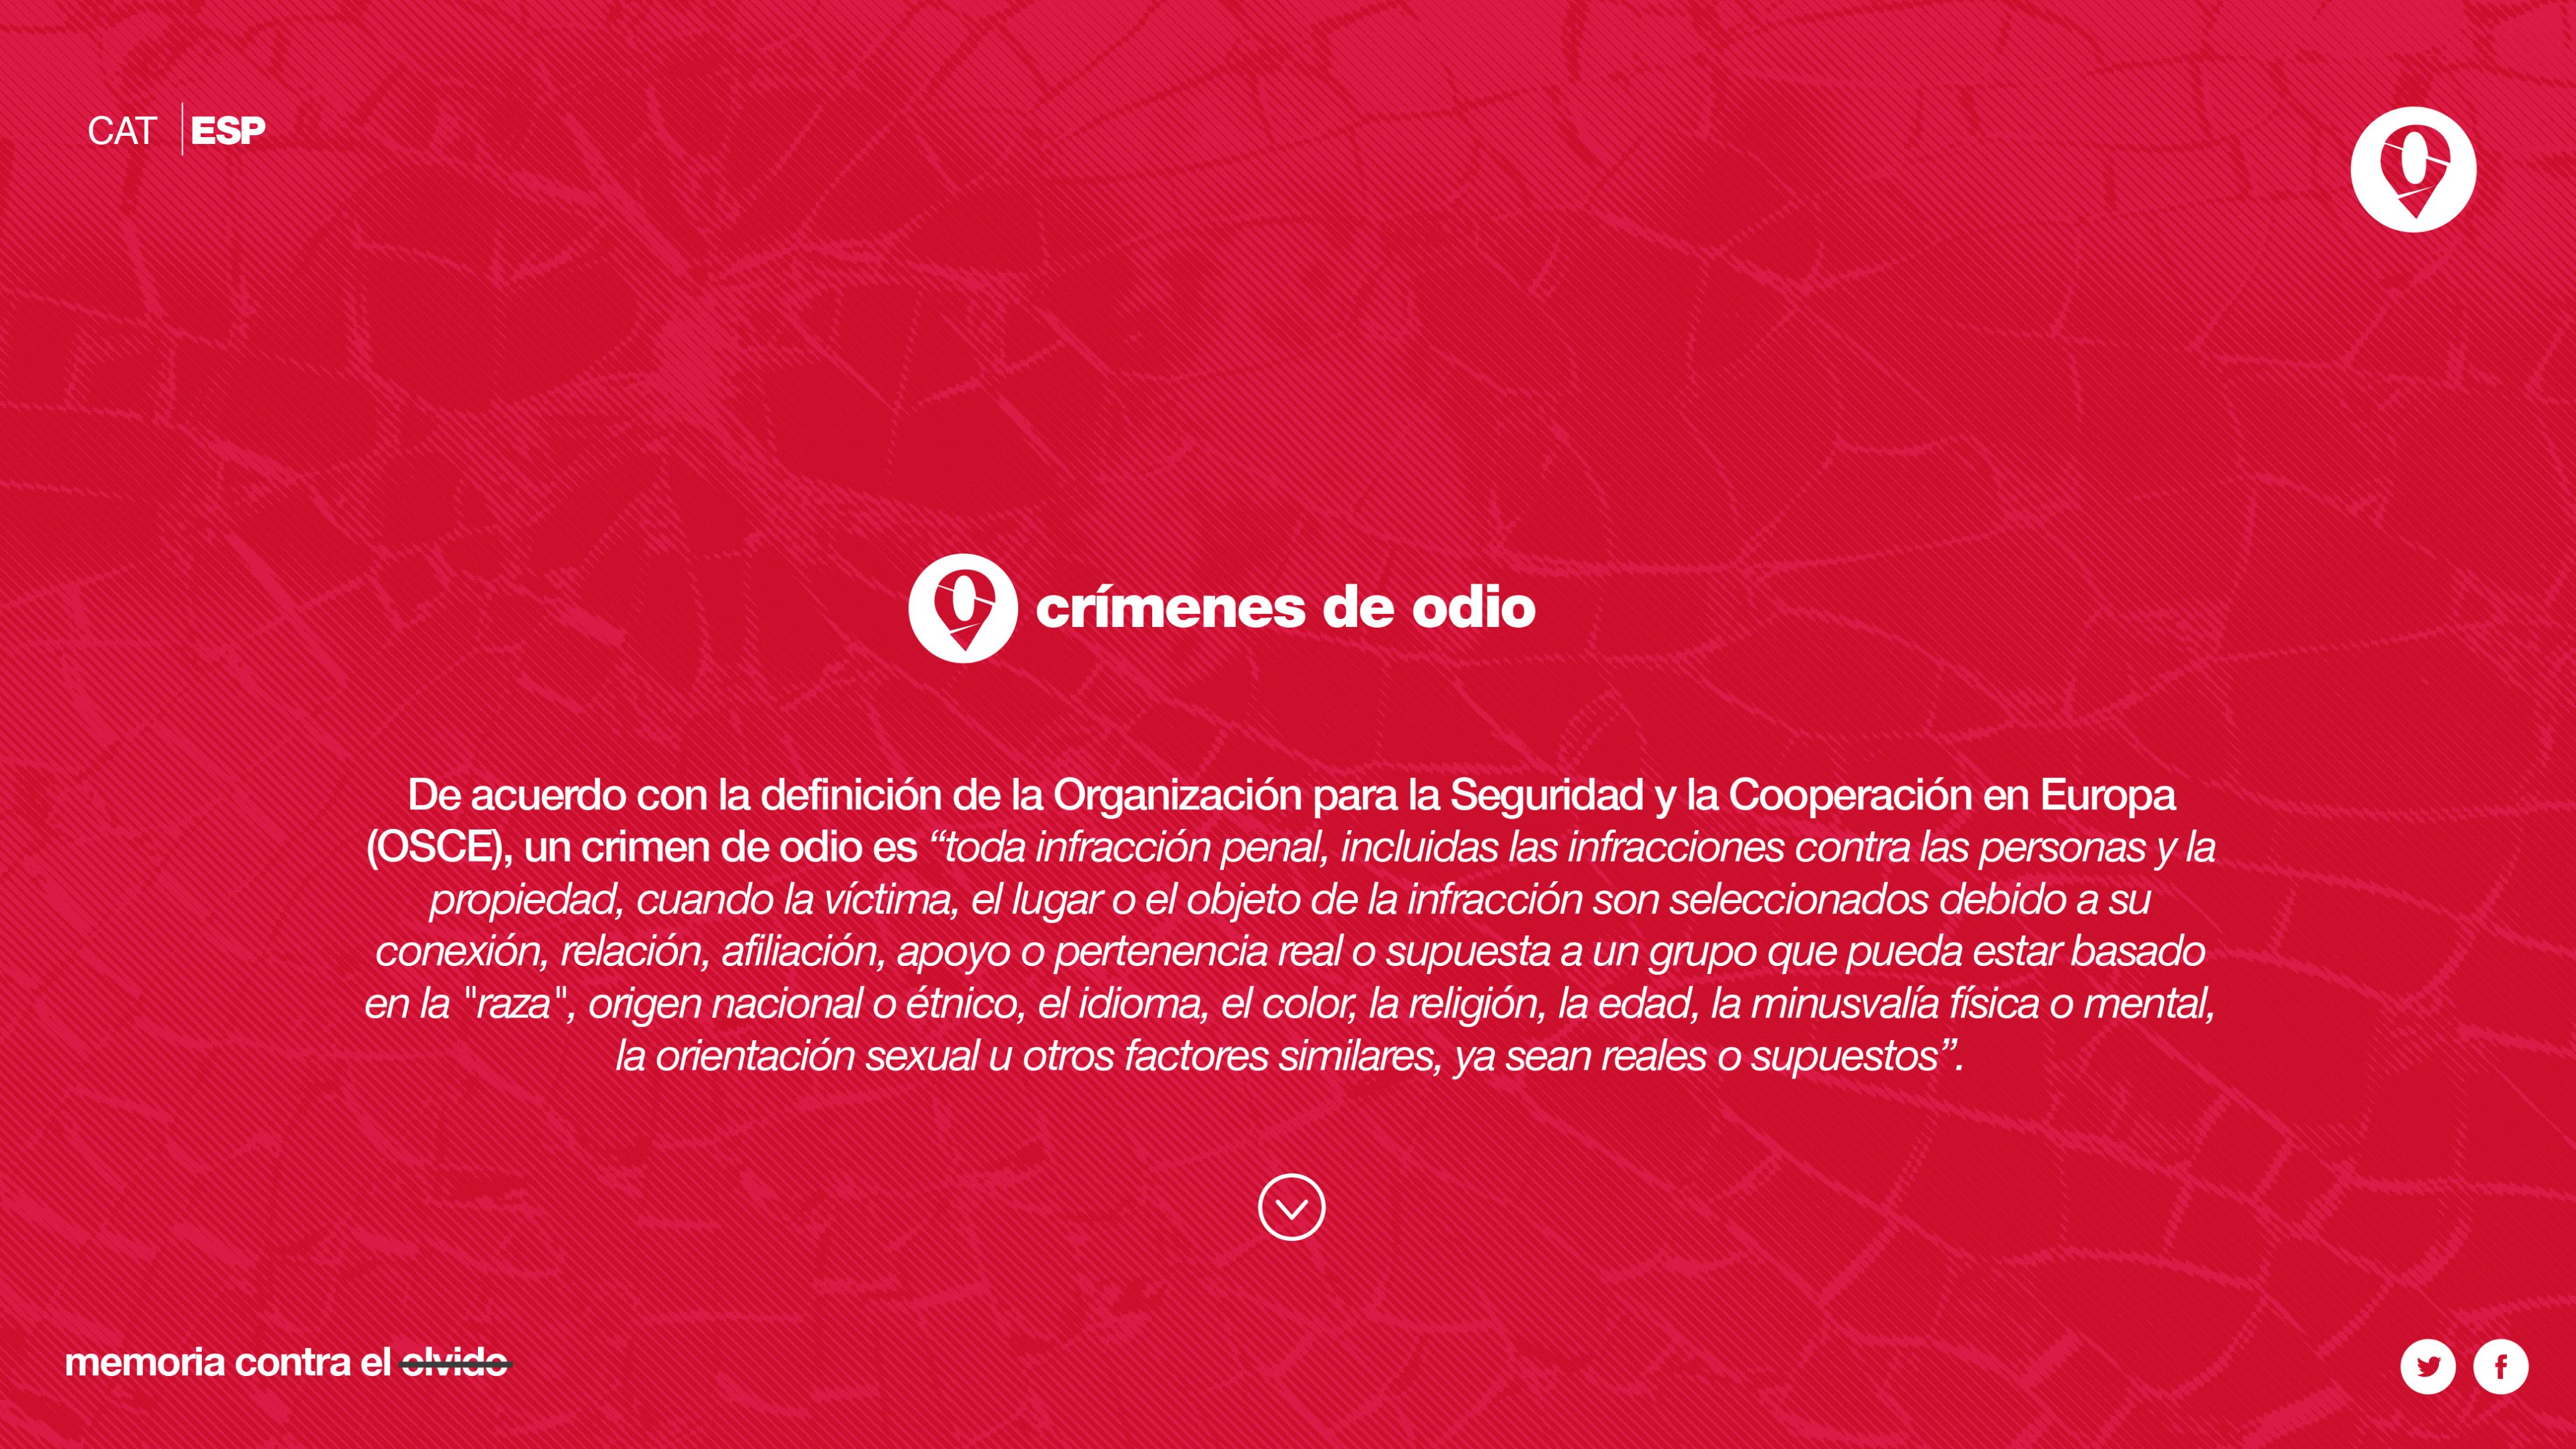 CAT | ESP
crímenes de odio
De acuerdo con la definición de la Organización para la Seguridad y la Cooperación en Europa
(OSCE), un crimen de odio es “toda infracción penal, incluidas las infracciones contra las personas y la
propiedad, cuando la víctima, el lugar o el objeto de la infracción son seleccionados debido a su
conexión, relación, afiliación, apoyo o pertenencia real o supuesta a un grupo que pueda estar basado
en la "raza", origen nacional o étnico, el idioma, el color, la religión, la edad, la minusvalía física o mental,
la orientación sexual u otros factores similares, ya sean reales o supuestos”.
memoria contra el olvido